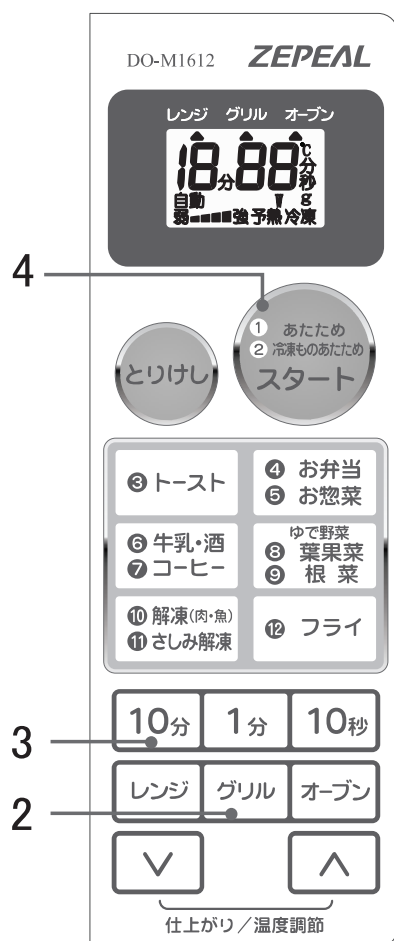 DO-M1612 ZEPEAL
レンジ グリル オーブン
18分88℃分秒
自動 g
弱 強 予熱 冷凍
4
① あたため
② 冷凍ものあたため
スタート
とりけし
❸ トースト
❹ お弁当
❺ お惣菜
❻ 牛乳・酒
❼ コーヒー
ゆで野菜
❽ 葉果菜
❾ 根 菜
❿ 解凍(肉・魚)
⓫ さしみ解凍
⓬ フライ
10分 1分 10秒
3
レンジ グリル オーブン
2
仕上がり/温度調節